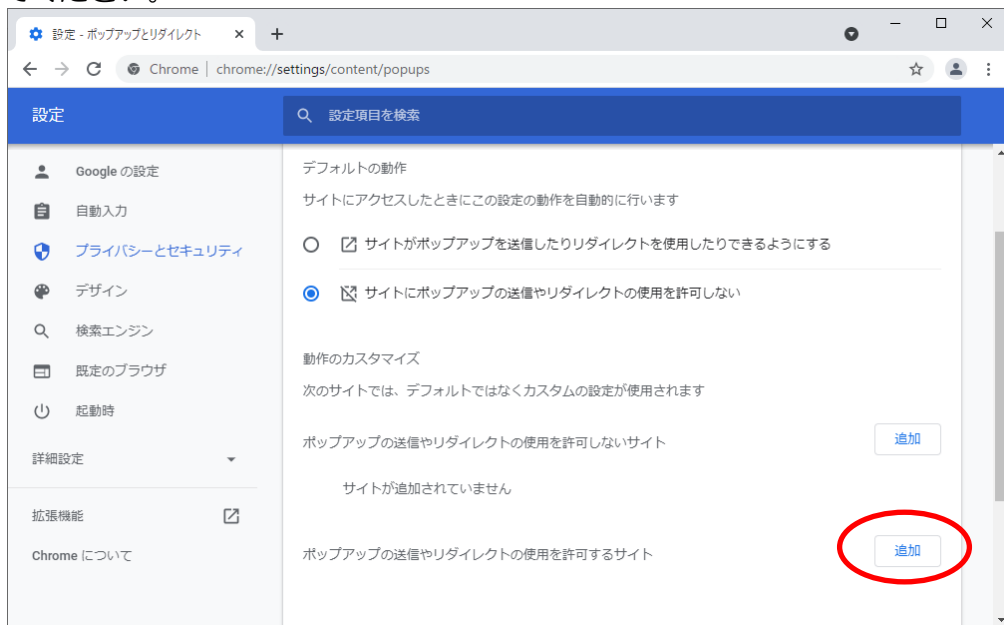 てください。
設定 - ポップアップとリダイレクト
Chrome | chrome://settings/content/popups
設定
設定項目を検索
Google の設定
自動入力
プライバシーとセキュリティ
デザイン
検索エンジン
既定のブラウザ
起動時
詳細設定
拡張機能
Chrome について
デフォルトの動作
サイトにアクセスしたときにこの設定の動作を自動的に行います
サイトがポップアップを送信したりリダイレクトを使用したりできるようにする
サイトにポップアップの送信やリダイレクトの使用を許可しない
動作のカスタマイズ
次のサイトでは、デフォルトではなくカスタムの設定が使用されます
ポップアップの送信やリダイレクトの使用を許可しないサイト
追加
サイトが追加されていません
ポップアップの送信やリダイレクトの使用を許可するサイト
追加